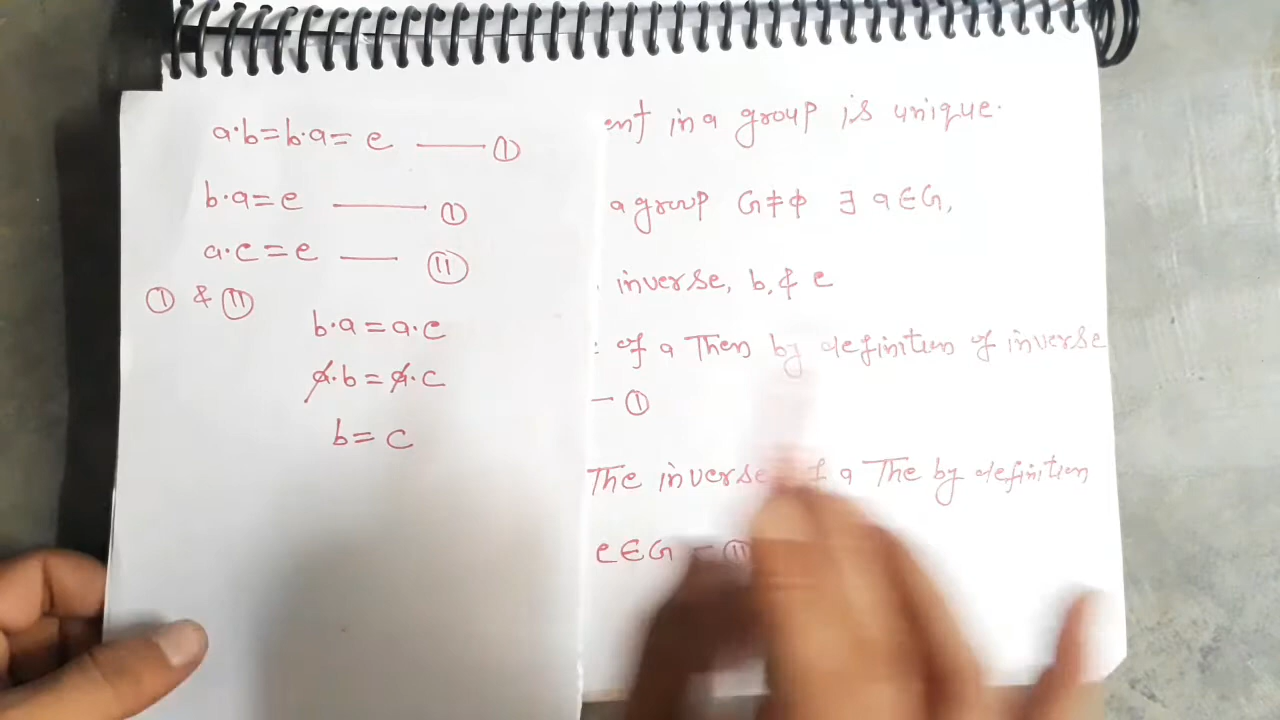 a·b=b·a= e —— ①
b·a=e —— ①
a·c=e —— ⑪
① & ⑪
b·a=a·c
a·b=a·c
b= c
in a group is unique.
a group G≠φ ∃ a∈G,
inverse, b, & c
of a Then by definition of inverse
— ①
The inverse of a The by definition
e∈G — ⑪